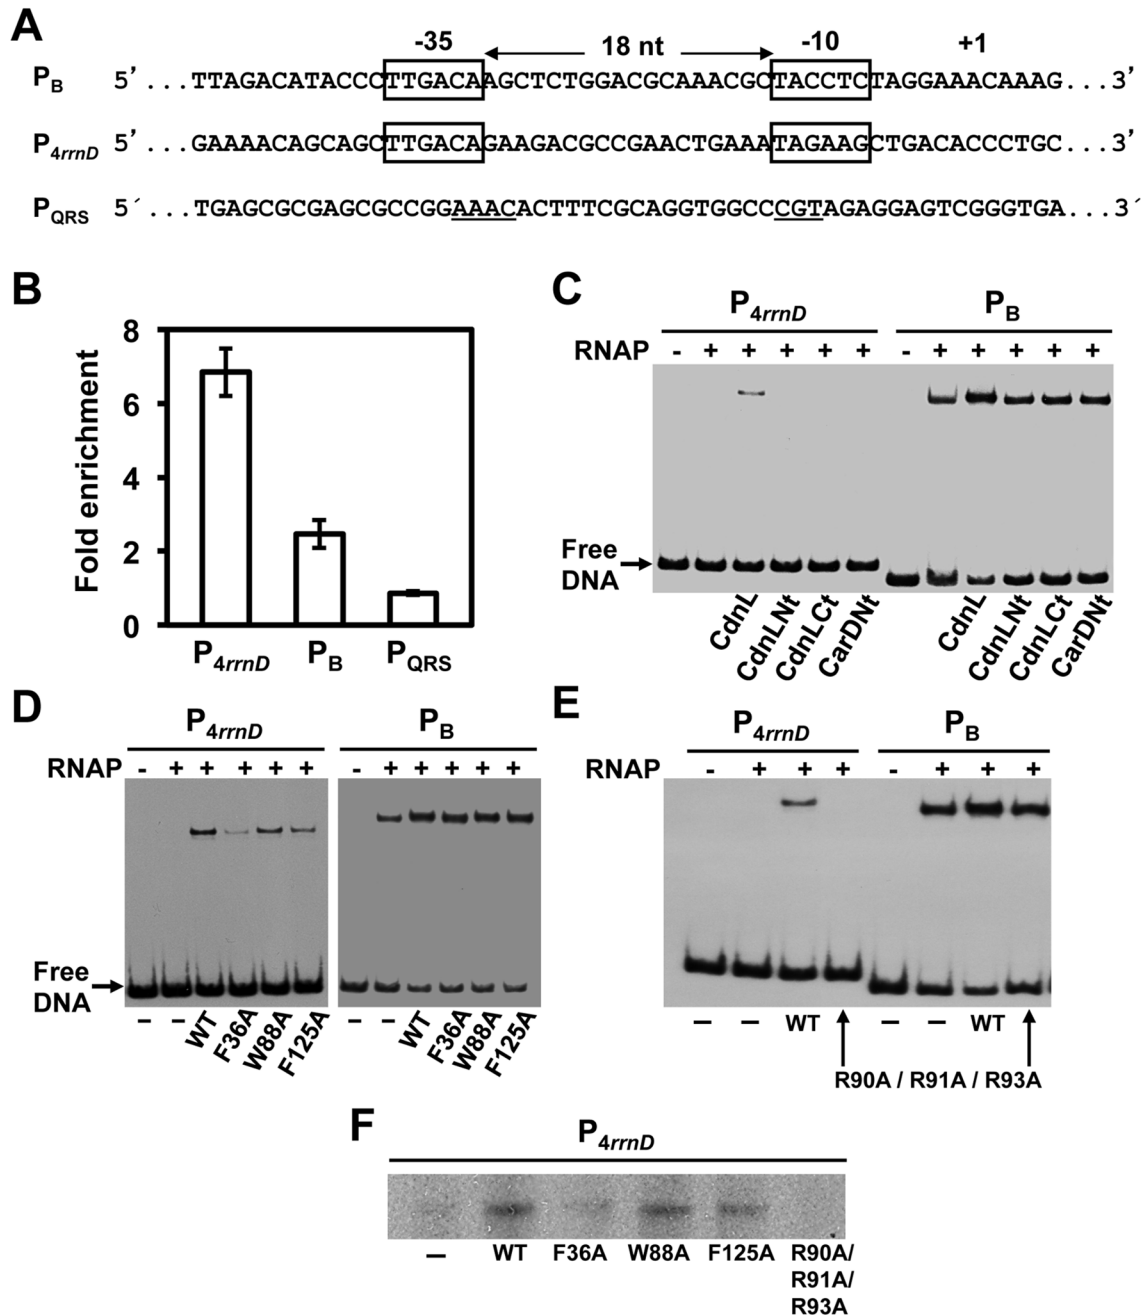 A
-35 18 nt -10 +1
PB 5’ ...TTAGACATACCCTTGACAAGCTCTGGACGCAAACGCTACCTCTAGGAAACAAAG...3’
P4rrnD 5’ ...GAAAACAGCAGCTTGACAGAAGACGCCGAACTGAAATAGAAGCTGACACCCTGC...3’
PQRS 5´ ...TGAGCGCGAGCGCCGGAAACACTTTCGCAGGTGGCCCGTAGAGGAGTCGGGTGA...3´
B
Fold enrichment
8
6
4
2
0
P4rrnD PB PQRS
C
P4rrnD PB
RNAP - + + + + + - + + + + +
Free DNA
CdnL CdnLNt CdnLCt CarDNt CdnL CdnLNt CdnLCt CarDNt
D
P4rrnD PB
RNAP - + + + + + - + + + + +
Free DNA
– – WT F36A W88A F125A – – WT F36A W88A F125A
E
P4rrnD PB
RNAP - + + + - + + +
– – WT – – WT
R90A / R91A / R93A
F
P4rrnD
– WT F36A W88A F125A R90A/
R91A/
R93A